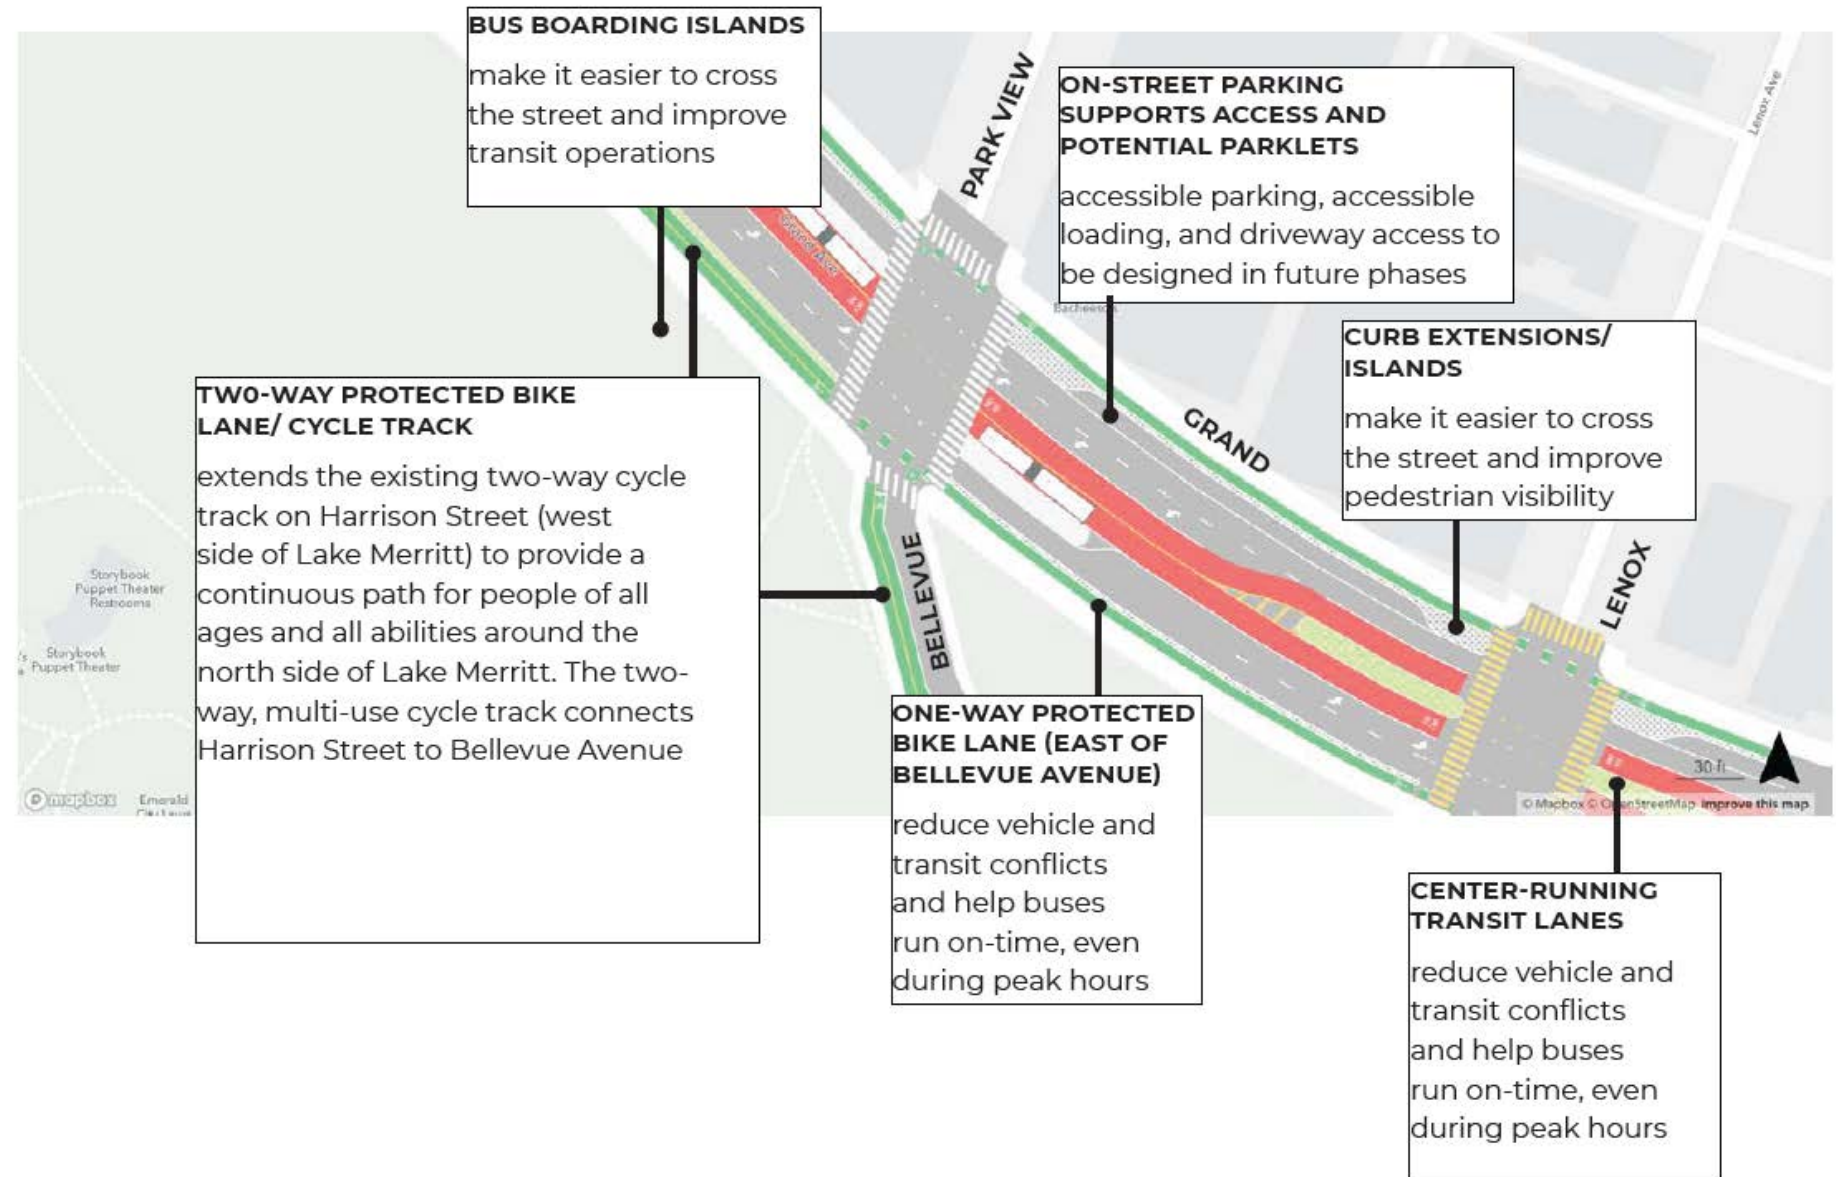 BUS BOARDING ISLANDS
make it easier to cross
the street and improve
transit operations
PARK VIEW
ON-STREET PARKING
SUPPORTS ACCESS AND
POTENTIAL PARKLETS
accessible parking, accessible
loading, and driveway access to
be designed in future phases
Lenox Ave
Grand Ave
CURB EXTENSIONS/
ISLANDS
make it easier to cross
the street and improve
pedestrian visibility
TWO-WAY PROTECTED BIKE
LANE/ CYCLE TRACK
extends the existing two-way cycle
track on Harrison Street (west
side of Lake Merritt) to provide a
continuous path for people of all
ages and all abilities around the
north side of Lake Merritt. The two-
way, multi-use cycle track connects
Harrison Street to Bellevue Avenue
GRAND
BELLEVUE
LENOX
Storybook
Puppet Theater
Restrooms
Storybook
Puppet Theater
mapbox
Emerald
30 ft
© Mapbox © OpenStreetMap Improve this map
ONE-WAY PROTECTED
BIKE LANE (EAST OF
BELLEVUE AVENUE)
reduce vehicle and
transit conflicts
and help buses
run on-time, even
during peak hours
CENTER-RUNNING
TRANSIT LANES
reduce vehicle and
transit conflicts
and help buses
run on-time, even
during peak hours